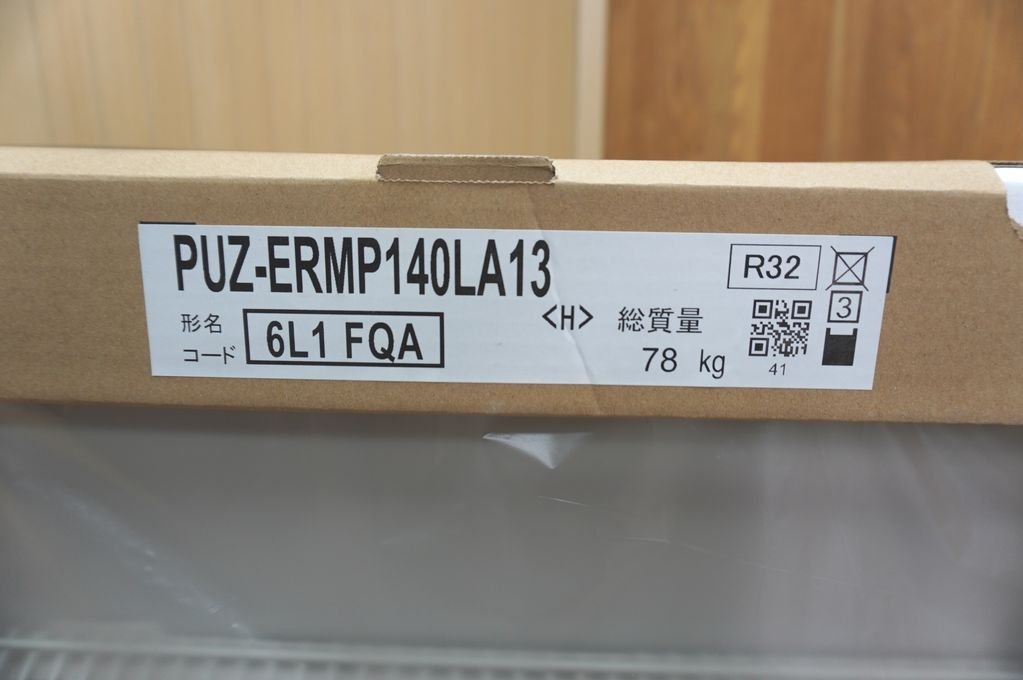 PUZ-ERMP140LA13
R32
形名
コード
6L1 FQA
<H>
総質量
78 kg
3
41